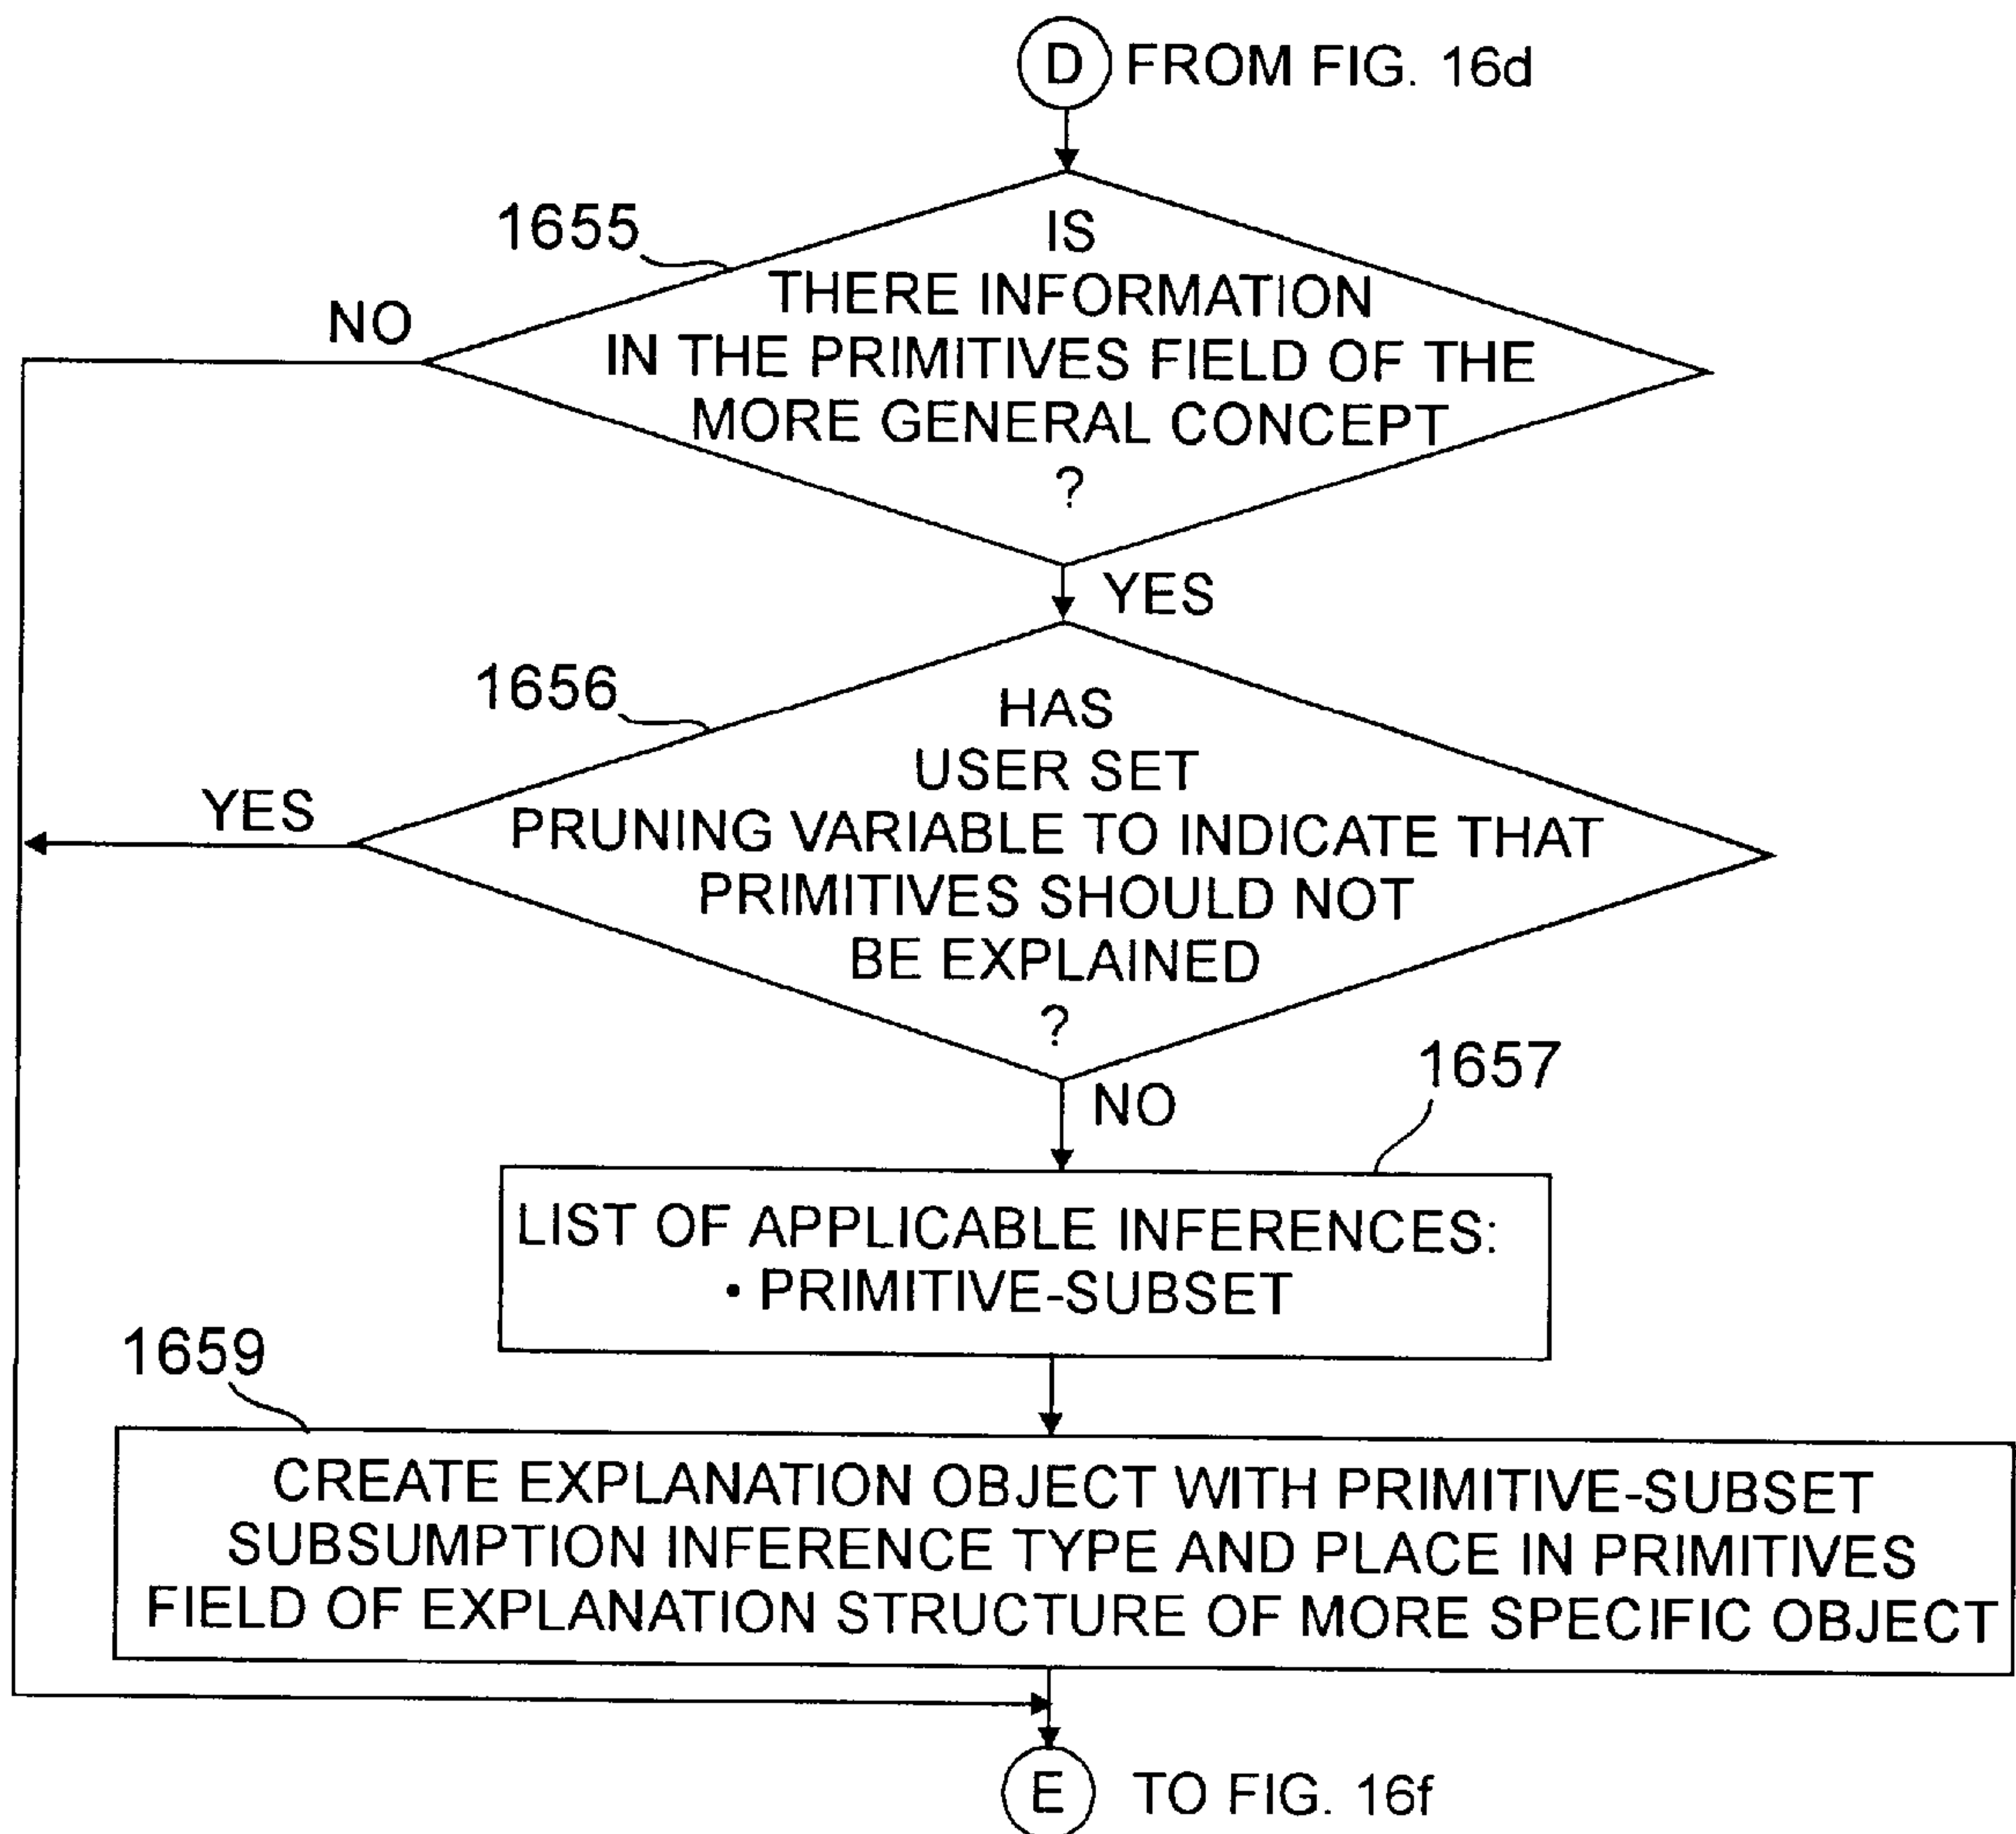 D FROM FIG. 16d
1655
IS
THERE INFORMATION
IN THE PRIMITIVES FIELD OF THE
MORE GENERAL CONCEPT
?
NO
YES
1656
HAS
USER SET
PRUNING VARIABLE TO INDICATE THAT
PRIMITIVES SHOULD NOT
BE EXPLAINED
?
YES
NO
1657
LIST OF APPLICABLE INFERENCES:
• PRIMITIVE-SUBSET
1659
CREATE EXPLANATION OBJECT WITH PRIMITIVE-SUBSET
SUBSUMPTION INFERENCE TYPE AND PLACE IN PRIMITIVES
FIELD OF EXPLANATION STRUCTURE OF MORE SPECIFIC OBJECT
E TO FIG. 16f